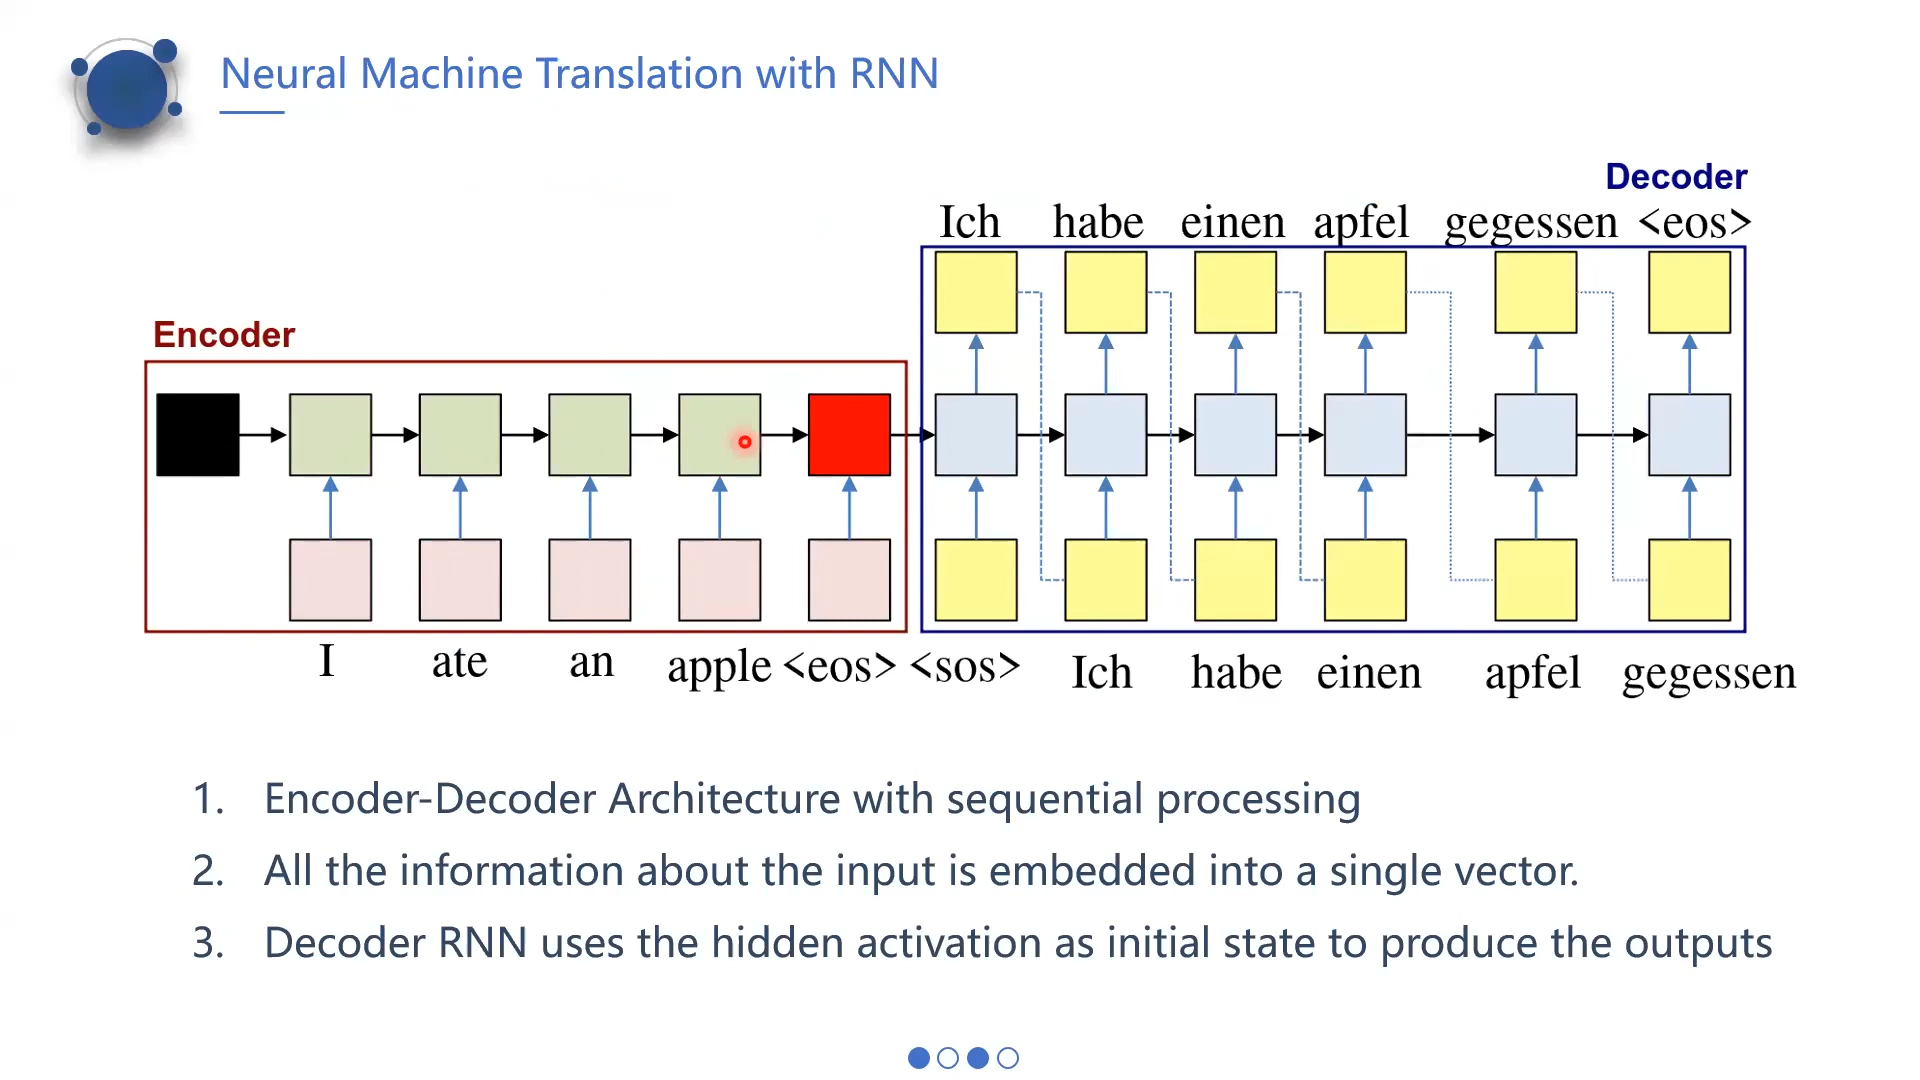 Neural Machine Translation with RNN
Decoder
Ich habe einen apfel gegessen <eos>
Encoder
I ate an apple <eos> <sos> Ich habe einen apfel gegessen
1. Encoder-Decoder Architecture with sequential processing
2. All the information about the input is embedded into a single vector.
3. Decoder RNN uses the hidden activation as initial state to produce the outputs